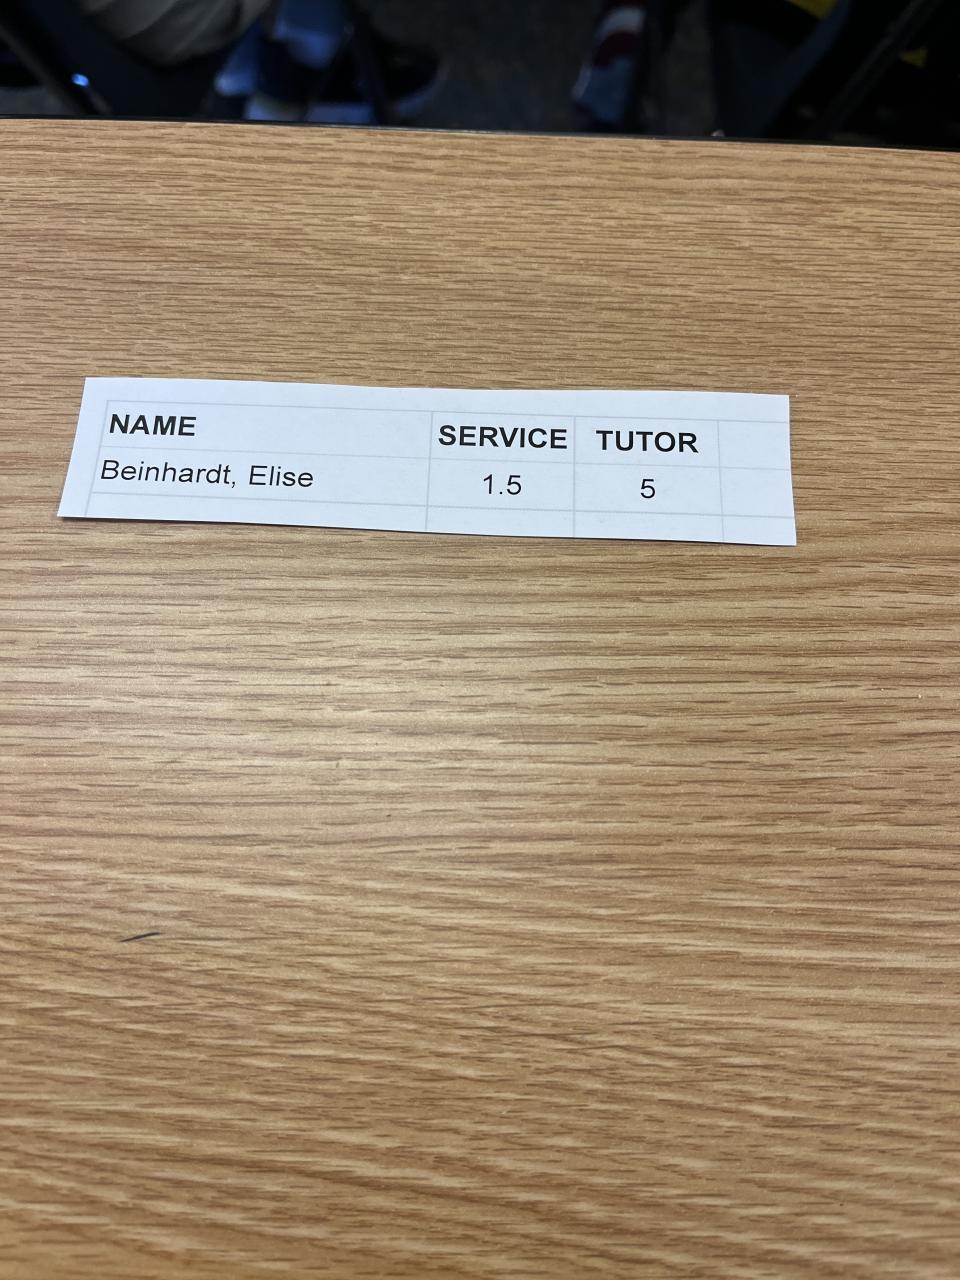 NAME SERVICE TUTOR
Beinhardt, Elise 1.5 5